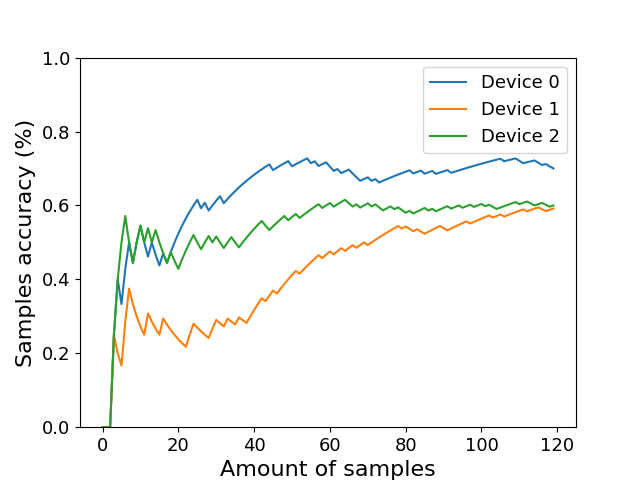 1.0
0.8
0.6
0.4
0.2
0.0
Samples accuracy (%)
Device 0
Device 1
Device 2
0 20 40 60 80 100 120
Amount of samples